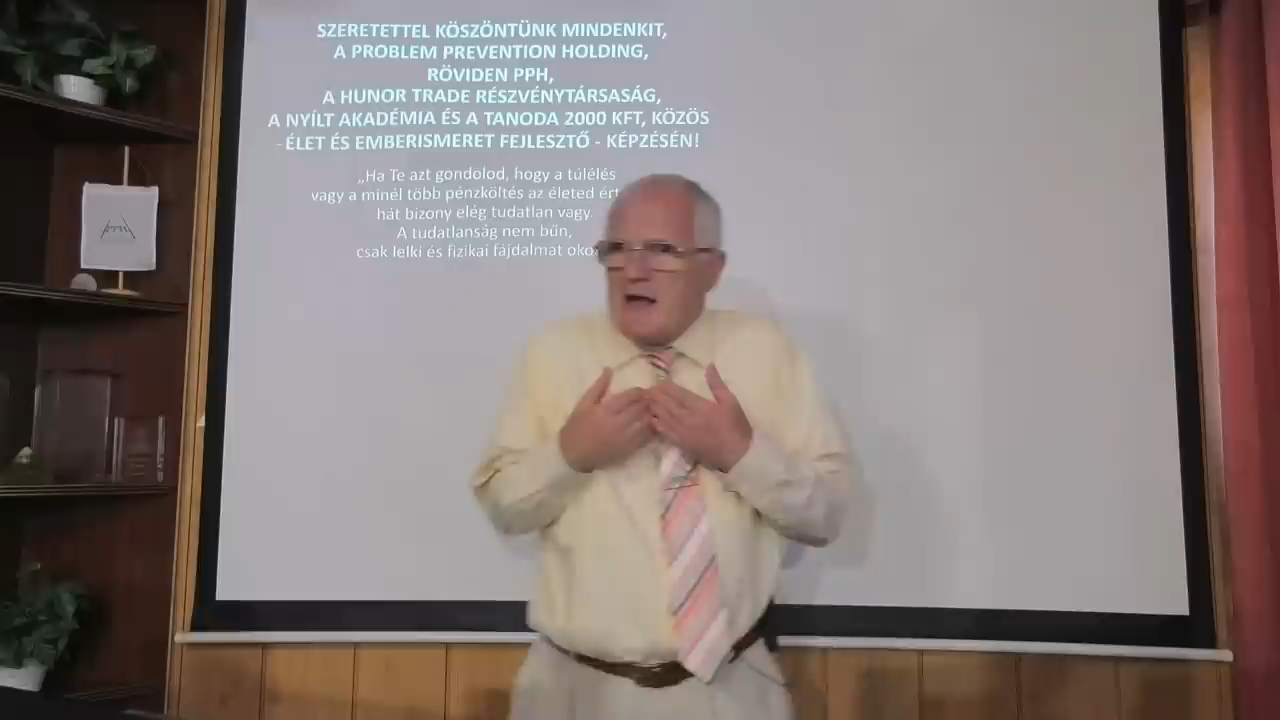 SZERETETTEL KÖSZÖNTÜNK MINDENKIT,
A PROBLEM PREVENTION HOLDING,
RÖVIDEN PPH,
A HUNOR TRADE RÉSZVÉNYTÁRSASÁG,
A NYÍLT AKADÉMIA ÉS A TANODA 2000 KFT, KÖZÖS
- ÉLET ÉS EMBERISMERET FEJLESZTŐ - KÉPZÉSÉN!
„Ha Te azt gondolod, hogy a túlélés
vagy a minél több pénzköltés az életed
hát bizony elég tudatlan vagy.
A tudatlanság nem bűn,
csak lelki és fizikai fájdalmat